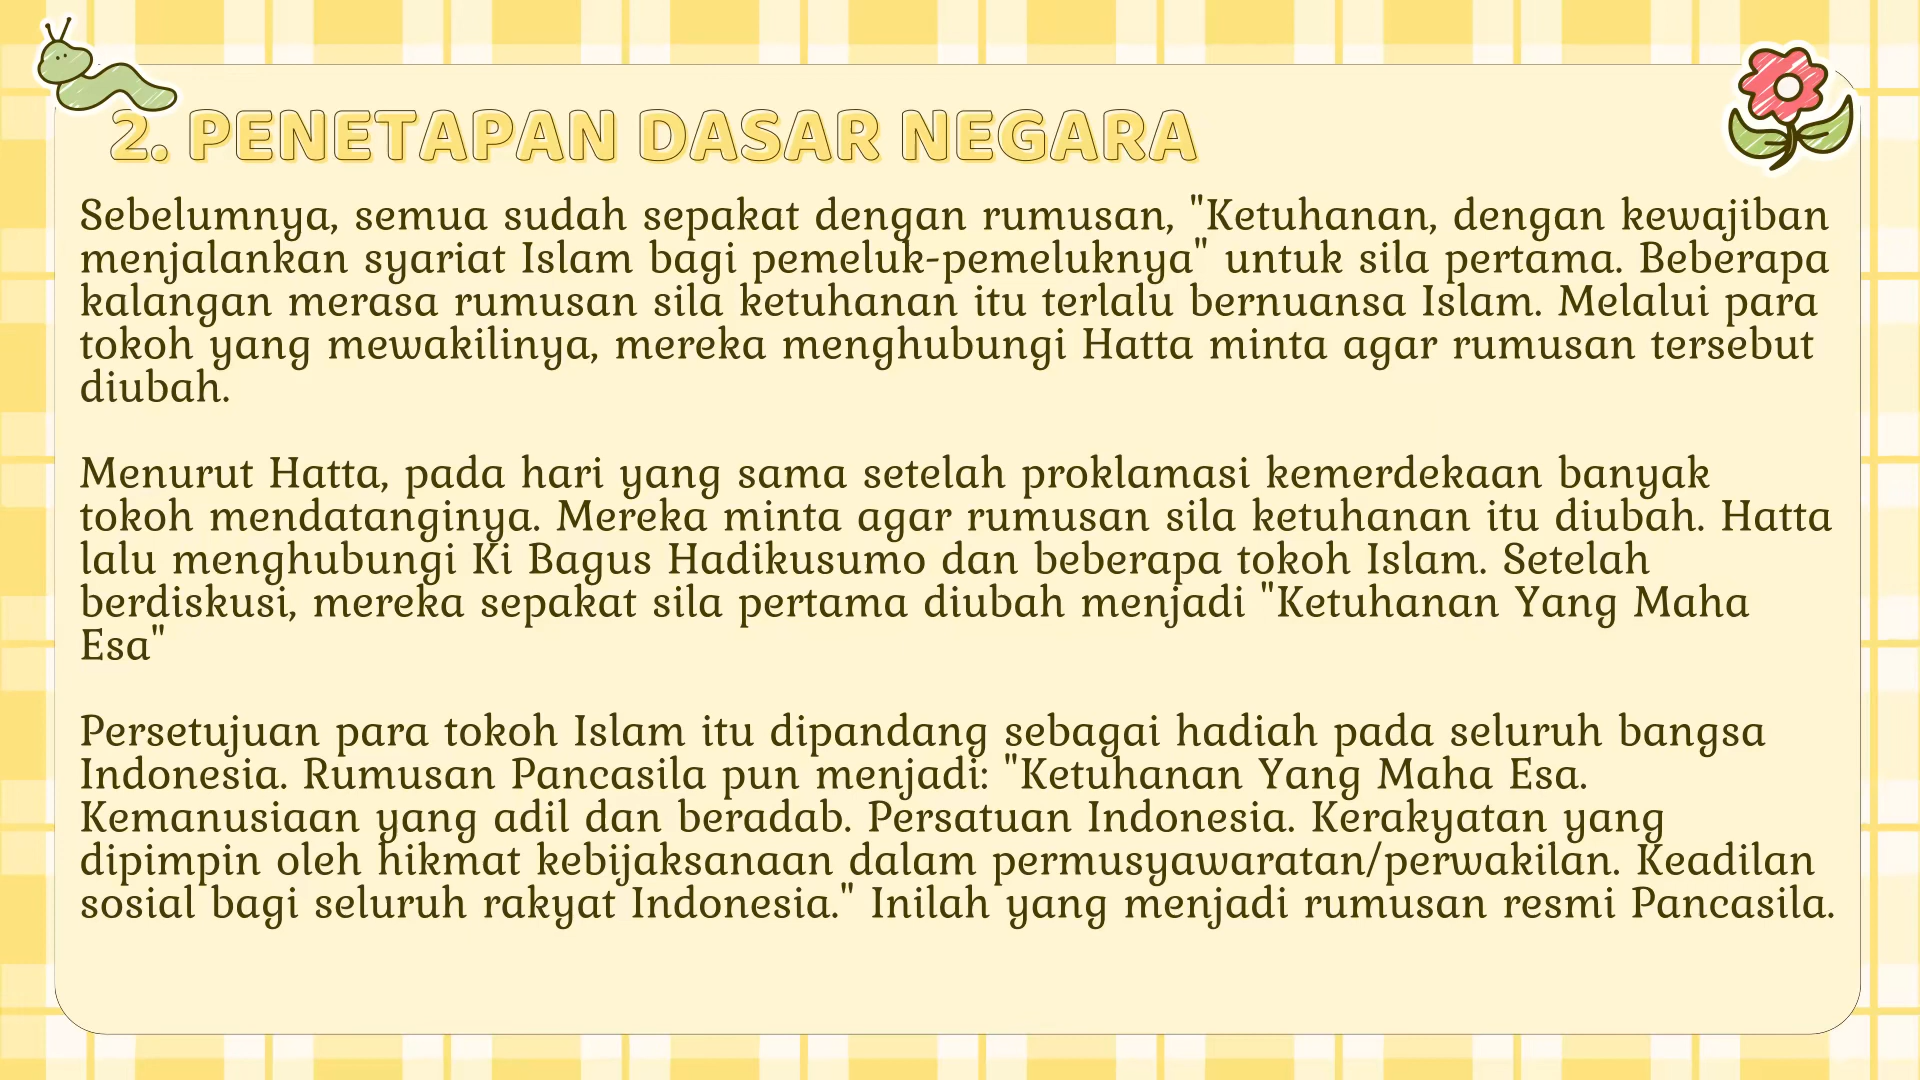 2. PENETAPAN DASAR NEGARA
Sebelumnya, semua sudah sepakat dengan rumusan, "Ketuhanan, dengan kewajiban
menjalankan syariat Islam bagi pemeluk-pemeluknya" untuk sila pertama. Beberapa
kalangan merasa rumusan sila ketuhanan itu terlalu bernuansa Islam. Melalui para
tokoh yang mewakilinya, mereka menghubungi Hatta minta agar rumusan tersebut
diubah.
Menurut Hatta, pada hari yang sama setelah proklamasi kemerdekaan banyak
tokoh mendatanginya. Mereka minta agar rumusan sila ketuhanan itu diubah. Hatta
lalu menghubungi Ki Bagus Hadikusumo dan beberapa tokoh Islam. Setelah
berdiskusi, mereka sepakat sila pertama diubah menjadi "Ketuhanan Yang Maha
Esa"
Persetujuan para tokoh Islam itu dipandang sebagai hadiah pada seluruh bangsa
Indonesia. Rumusan Pancasila pun menjadi: "Ketuhanan Yang Maha Esa.
Kemanusiaan yang adil dan beradab. Persatuan Indonesia. Kerakyatan yang
dipimpin oleh hikmat kebijaksanaan dalam permusyawaratan/perwakilan. Keadilan
sosial bagi seluruh rakyat Indonesia." Inilah yang menjadi rumusan resmi Pancasila.